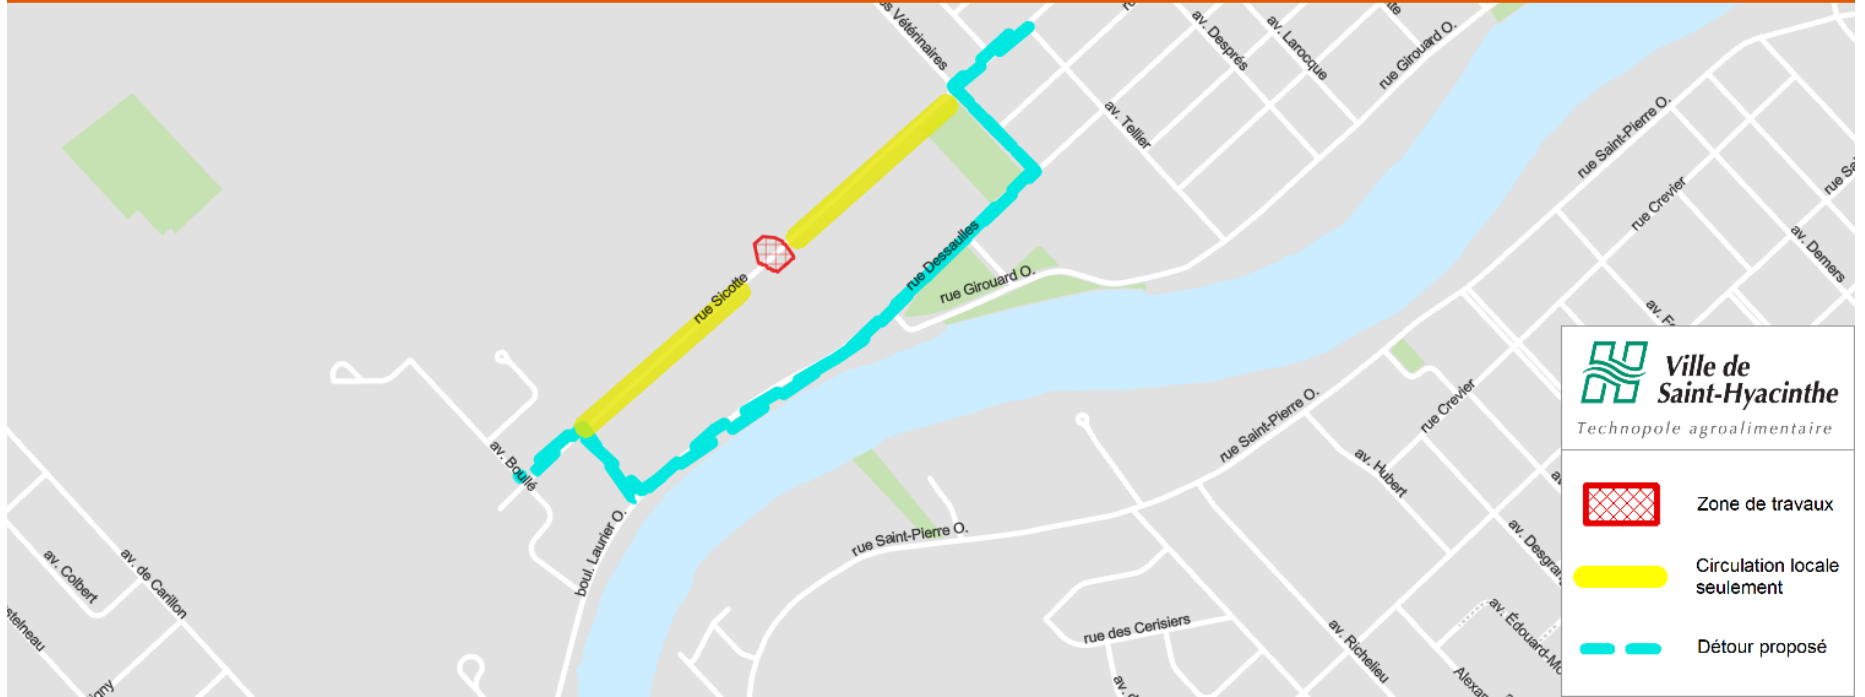 os Vétérinaires
av. Després
av. Larocque
rue Girouard O.
av. Tellier
rue Saint-Pierre O.
rue Crevier
av. Demers
rue Dessaulles
rue Girouard O.
rue Sicotte
av. Bouillé
boul. Laurier O.
rue Saint-Pierre O.
rue Crevier
av. Hubert
rue Saint-Pierre O.
av. Colbert
av. de Carillon
rue des Cerisiers
av. Richelieu
Ville de
Saint-Hyacinthe
Technopole agroalimentaire
Zone de travaux
Circulation locale
seulement
Détour proposé